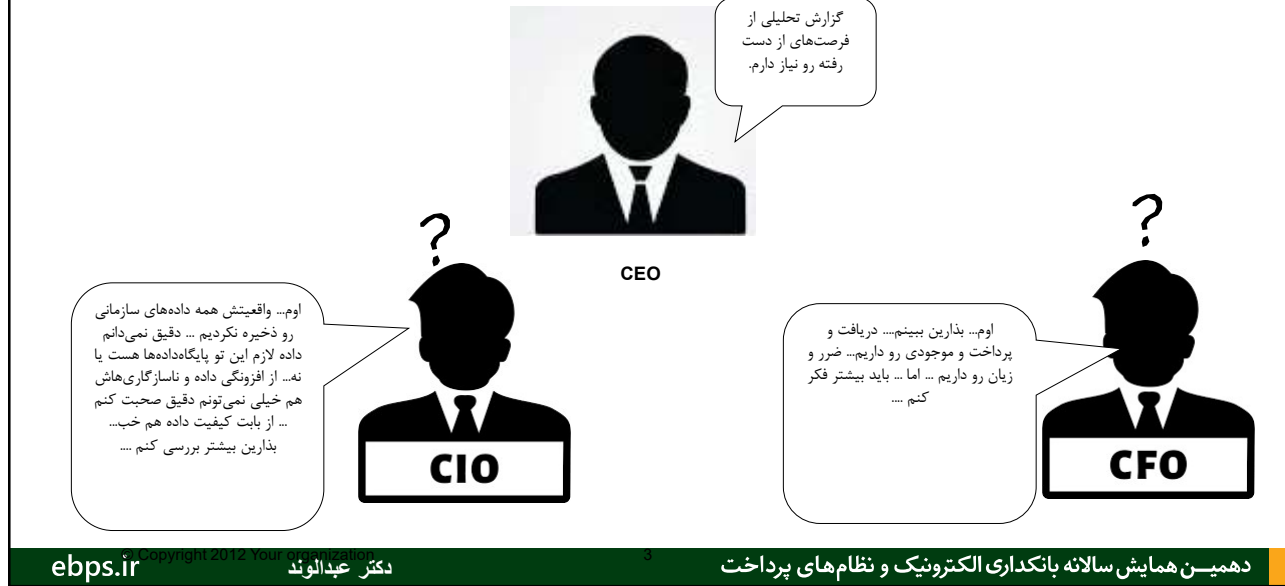 گزارش تحلیلی از
فرصت‌های از دست
رفته رو نیاز دارم.
CEO
اوم... بذارین ببینم.... دریافت و
پرداخت و موجودی رو داریم... ضرر و
زیان رو داریم ... اما ... باید بیشتر فکر
کنم ....
?
CFO
اوم... واقعیتش همه داده‌های سازمانی
رو ذخیره نکردیم ... دقیق نمی‌دانم
داده لازم این تو پایگاه‌داده‌ها هست یا
نه... از افزونگی داده و ناسازگاری‌هاش
هم خیلی نمی‌تونم دقیق صحبت کنم
... از بابت کیفیت داده هم خب...
بذارین بیشتر بررسی کنم ....
?
CIO
دهمیــن همایش سالانه بانکداری الکترونیک و نظام‌های پرداخت
3
دکتر عبدالوند
© Copyright 2012 Your organization
ebps.ir